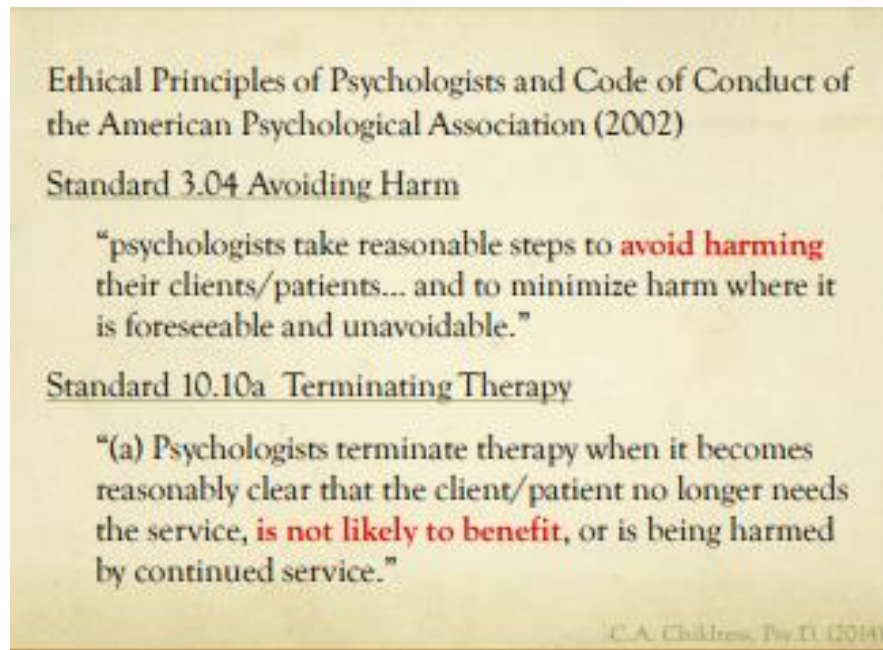 Ethical Principles of Psychologists and Code of Conduct of
the American Psychological Association (2002)
Standard 3.04 Avoiding Harm
“psychologists take reasonable steps to avoid harming
their clients/patients... and to minimize harm where it
is foreseeable and unavoidable.”
Standard 10.10a Terminating Therapy
“(a) Psychologists terminate therapy when it becomes
reasonably clear that the client/patient no longer needs
the service, is not likely to benefit, or is being harmed
by continued service.”
C.A. Childress, Psy.D. (2014)